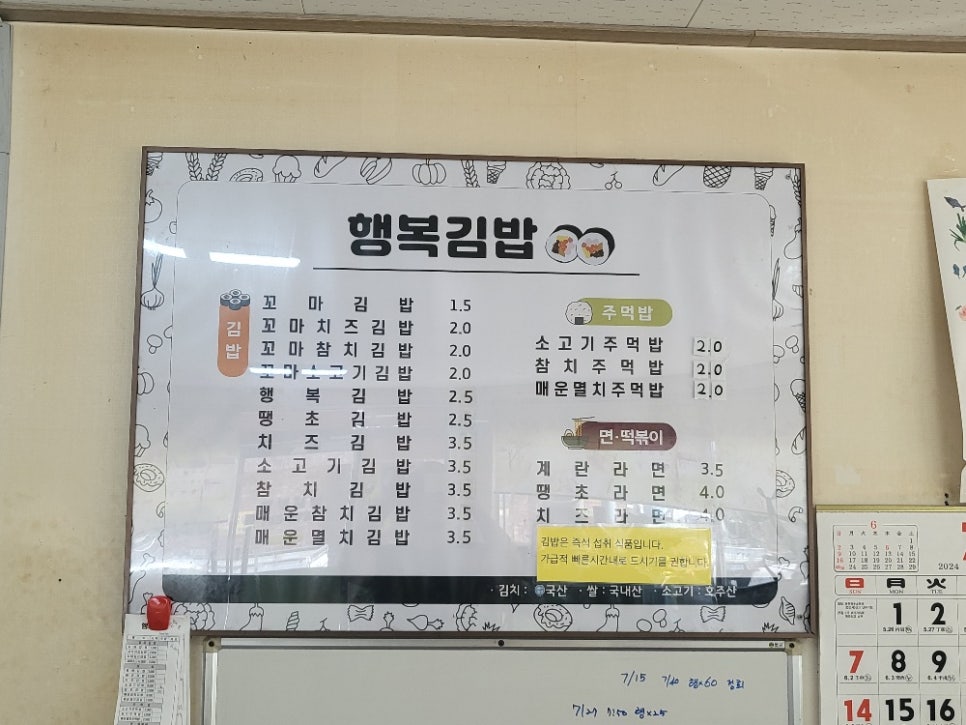 행복김밥
김밥
꼬마김밥 1.5
꼬마치즈김밥 2.0
꼬마참치김밥 2.0
꼬마소고기김밥 2.0
행복김밥 2.5
땡초김밥 2.5
치즈김밥 3.5
소고기김밥 3.5
참치김밥 3.5
매운참치김밥 3.5
매운멸치김밥 3.5
주먹밥
소고기주먹밥 2.0
참치주먹밥 2.0
매운멸치주먹밥 2.0
면·떡볶이
계란라면 3.5
땡초라면 4.0
치즈라면 4.0
김밥은 즉석 섭취 식품입니다.
가급적 빠른시간내로 드시기를 권합니다.
·김치: 중국산 ·쌀: 국내산 ·소고기: 호주산
7/15
7/27
6
2024
日 月 火
SUN MON TUE
1 2
7 8 9
14 15 16